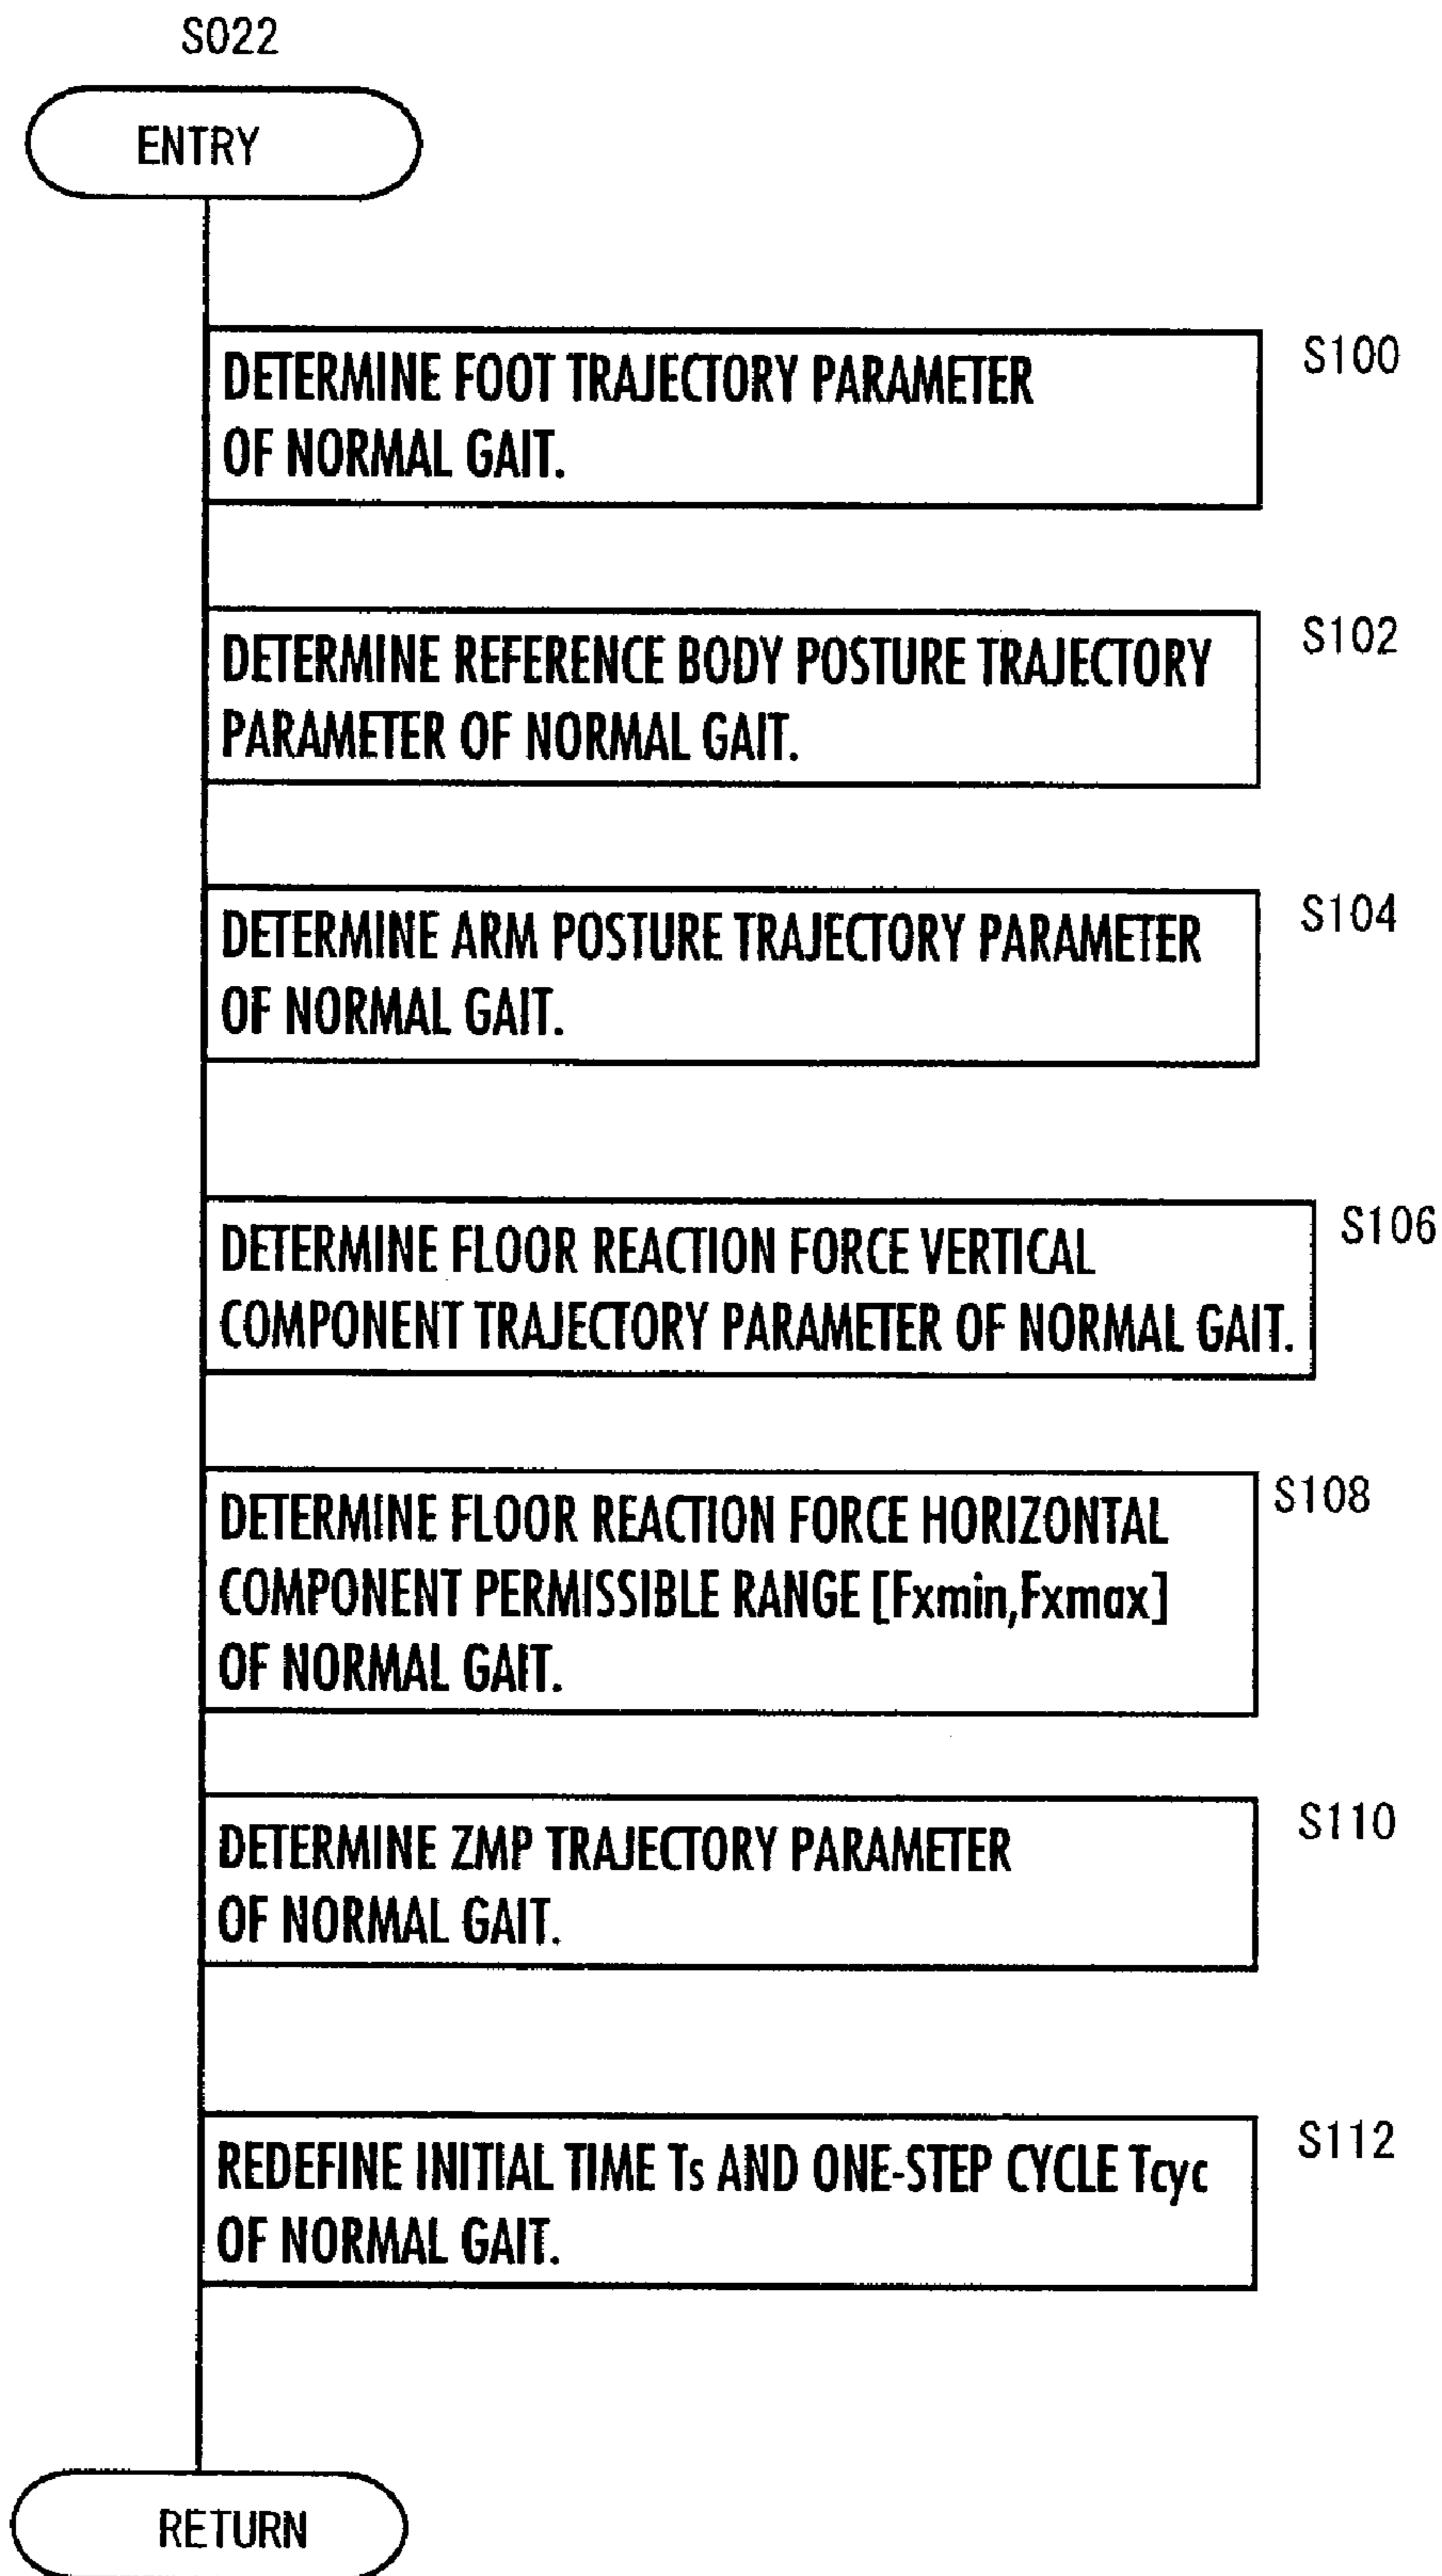 S022
ENTRY
DETERMINE FOOT TRAJECTORY PARAMETER
OF NORMAL GAIT.
S100
DETERMINE REFERENCE BODY POSTURE TRAJECTORY
PARAMETER OF NORMAL GAIT.
S102
DETERMINE ARM POSTURE TRAJECTORY PARAMETER
OF NORMAL GAIT.
S104
DETERMINE FLOOR REACTION FORCE VERTICAL
COMPONENT TRAJECTORY PARAMETER OF NORMAL GAIT.
S106
DETERMINE FLOOR REACTION FORCE HORIZONTAL
COMPONENT PERMISSIBLE RANGE [Fxmin,Fxmax]
OF NORMAL GAIT.
S108
DETERMINE ZMP TRAJECTORY PARAMETER
OF NORMAL GAIT.
S110
REDEFINE INITIAL TIME Ts AND ONE-STEP CYCLE Tcyc
OF NORMAL GAIT.
S112
RETURN